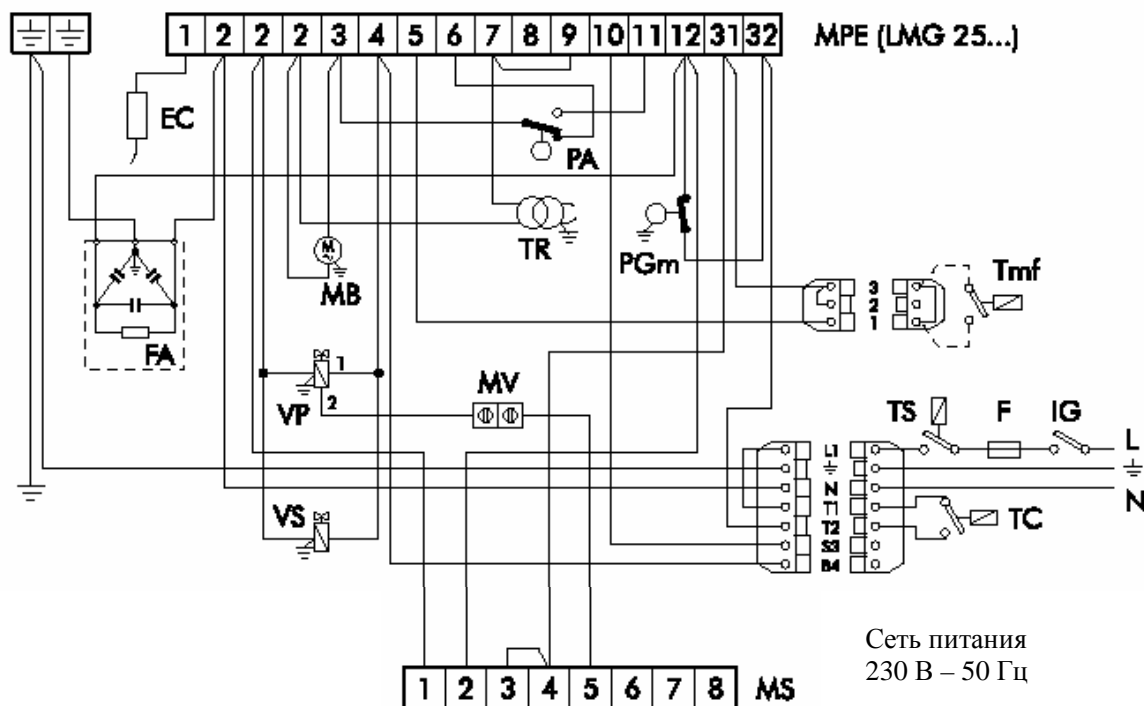 1 2 2 2 3 4 5 6 7 8 9 10 11 12 31 32 MPE (LMG 25...)
EC
PA
TR
PGm
MB
FA
Tmf
3
2
1
1
VP
2
MV
TS F IG
L1 L
N N
T1
T2 TC
S3
B4
VS
Сеть питания
230 В – 50 Гц
1 2 3 4 5 6 7 8 MS
M
~